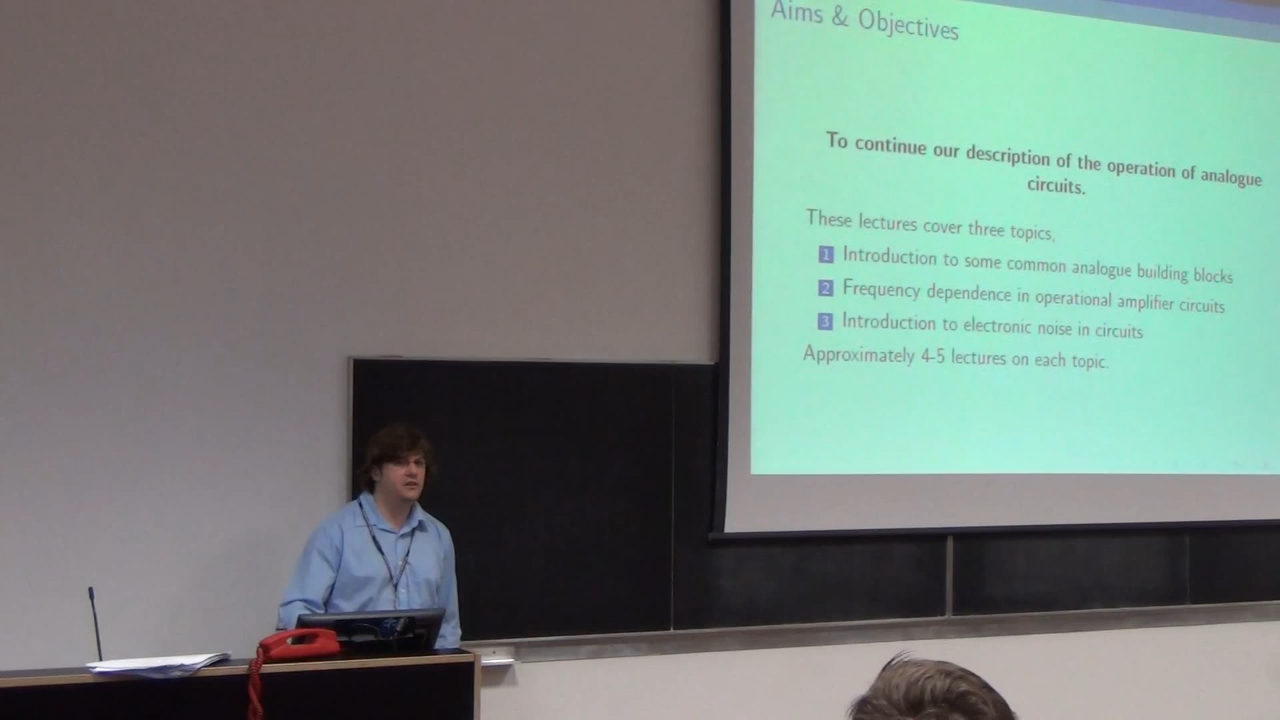 Aims & Objectives
To continue our description of the operation of analogue
circuits.
These lectures cover three topics,
1 Introduction to some common analogue building blocks
2 Frequency dependence in operational amplifier circuits
3 Introduction to electronic noise in circuits
Approximately 4-5 lectures on each topic.